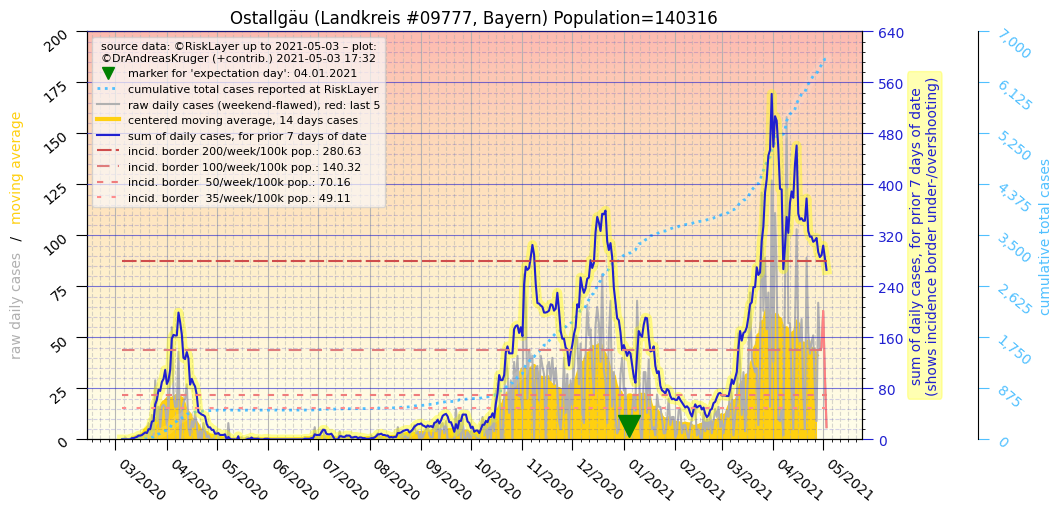 Ostallgäu (Landkreis #09777, Bayern) Population=140316
source data: ©RiskLayer up to 2021-05-03 – plot:
©DrAndreasKruger (+contrib.) 2021-05-03 17:32
marker for 'expectation day': 04.01.2021
cumulative total cases reported at RiskLayer
raw daily cases (weekend-flawed), red: last 5
centered moving average, 14 days cases
sum of daily cases, for prior 7 days of date
incid. border 200/week/100k pop.: 280.63
incid. border 100/week/100k pop.: 140.32
incid. border  50/week/100k pop.: 70.16
incid. border  35/week/100k pop.: 49.11
raw daily cases / moving average
200
175
150
125
100
75
50
25
0
03/2020
04/2020
05/2020
06/2020
07/2020
08/2020
09/2020
10/2020
11/2020
12/2020
01/2021
02/2021
03/2021
04/2021
05/2021
640
560
480
400
320
240
160
80
0
sum of daily cases, for prior 7 days of date
(shows incidence border under-/overshooting)
7,000
6,125
5,250
4,375
3,500
2,625
1,750
875
0
cumulative total cases